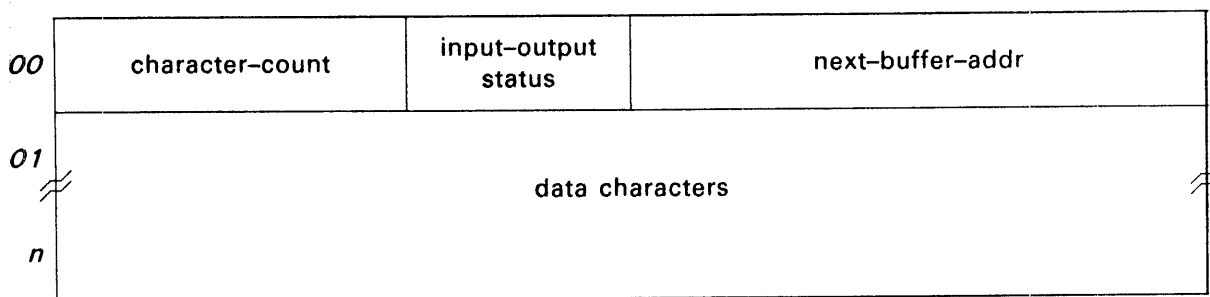 00 character-count input-output status next-buffer-addr
01
data characters
n